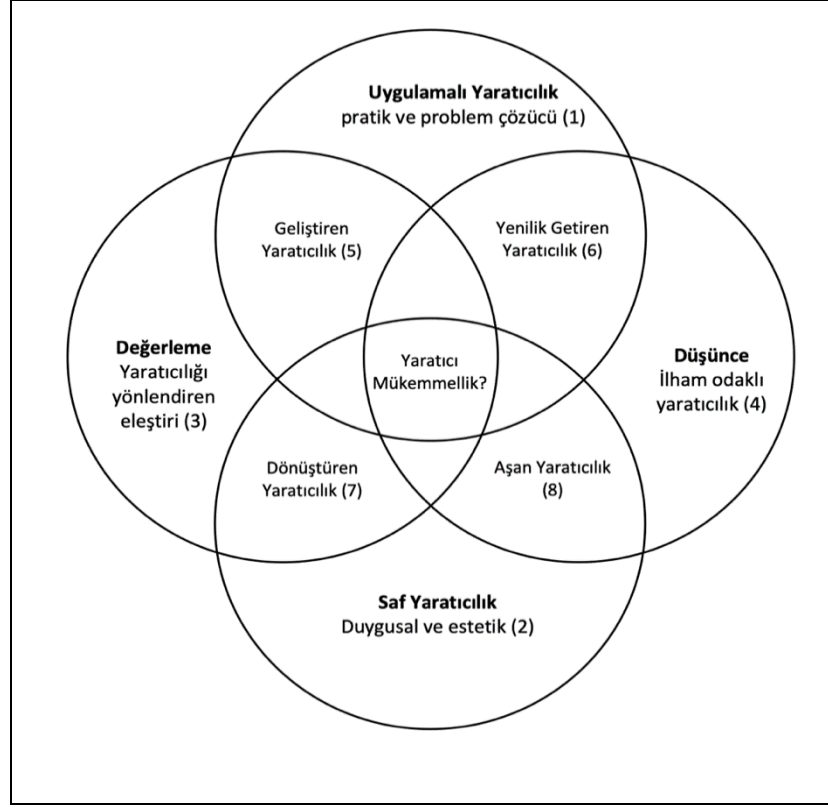 Uygulamalı Yaratıcılık
pratik ve problem çözücü (1)
Geliştiren
Yaratıcılık (5)
Yenilik Getiren
Yaratıcılık (6)
Değerleme
Yaratıcılığı
yönlendiren
eleştiri (3)
Yaratıcı
Mükemmellik?
Düşünce
İlham odaklı
yaratıcılık (4)
Dönüştüren
Yaratıcılık (7)
Aşan Yaratıcılık
(8)
Saf Yaratıcılık
Duygusal ve estetik (2)